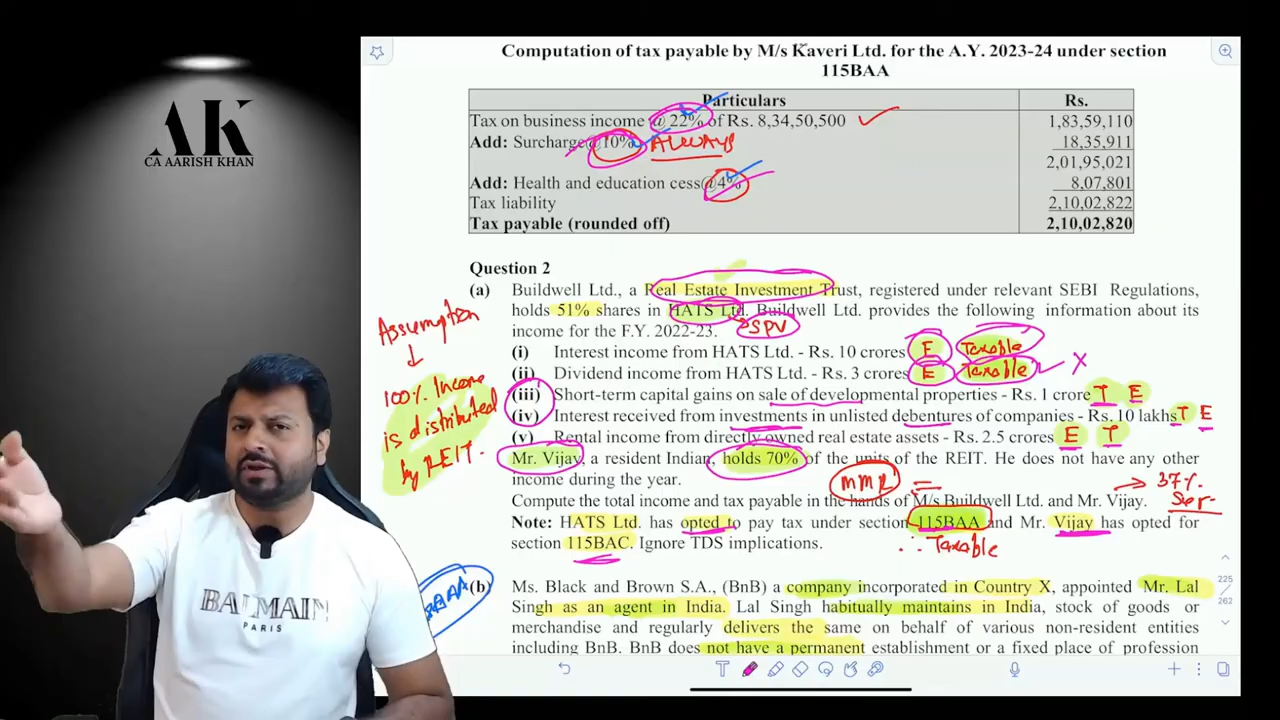 AK
CA AARISH KHAN
Computation of tax payable by M/s Kaveri Ltd. for the A.Y. 2023-24 under section
115BAA
Particulars Rs.
Tax on business income @ 22% of Rs. 8,34,50,500 1,83,59,110
Add: Surcharge@10% ALWAYS 18,35,911
2,01,95,021
Add: Health and education cess@4% 8,07,801
Tax liability 2,10,02,822
Tax payable (rounded off) 2,10,02,820
Question 2
(a) Buildwell Ltd., a Real Estate Investment Trust, registered under relevant SEBI Regulations,
holds 51% shares in HATS Ltd. Buildwell Ltd. provides the following information about its
income for the F.Y. 2022-23. SPV
(i) Interest income from HATS Ltd. - Rs. 10 crores E Taxable
(ii) Dividend income from HATS Ltd. - Rs. 3 crores E Taxable X
(iii) Short-term capital gains on sale of developmental properties - Rs. 1 crore T E
(iv) Interest received from investments in unlisted debentures of companies - Rs. 10 lakhs T E
(v) Rental income from directly owned real estate assets - Rs. 2.5 crores E T
Mr. Vijay, a resident Indian, holds 70% of the units of the REIT. He does not have any other
income during the year. MMR = → 37%
Compute the total income and tax payable in the hands of M/s Buildwell Ltd. and Mr. Vijay. Sur-
Note: HATS Ltd. has opted to pay tax under section 115BAA and Mr. Vijay has opted for
section 115BAC. Ignore TDS implications. ∴ Taxable
Assumption
↓
100% Income
is distributed
by REIT.
(b) Ms. Black and Brown S.A., (BnB) a company incorporated in Country X, appointed Mr. Lal
Singh as an agent in India. Lal Singh habitually maintains in India, stock of goods or
merchandise and regularly delivers the same on behalf of various non-resident entities
including BnB. BnB does not have a permanent establishment or a fixed place of profession
225
262
BALMAIN
PARIS